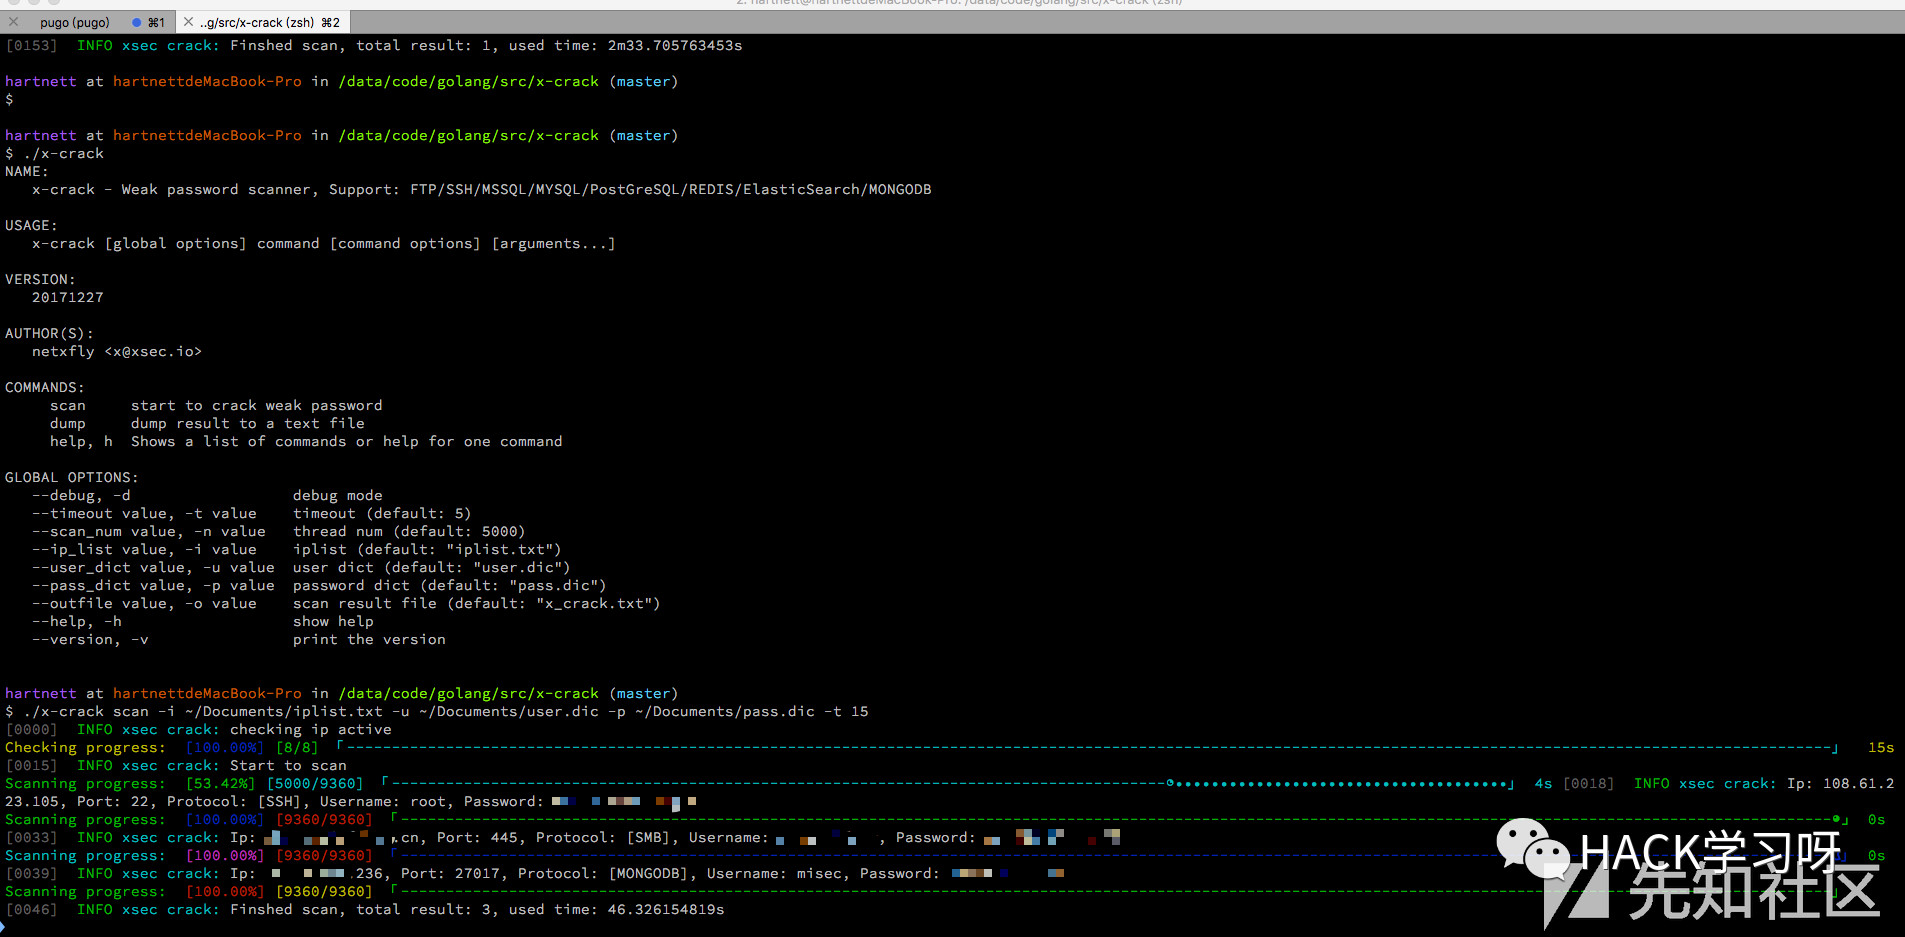 2. hartnett@hartnettdeMacBook-Pro: /data/code/golang/src/x-crack (zsh)
pugo (pugo) ⌘1 ..g/src/x-crack (zsh) ⌘2
[0153] INFO xsec crack: Finshed scan, total result: 1, used time: 2m33.705763453s
hartnett at hartnettdeMacBook-Pro in /data/code/golang/src/x-crack (master)
$
hartnett at hartnettdeMacBook-Pro in /data/code/golang/src/x-crack (master)
$ ./x-crack
NAME:
x-crack - Weak password scanner, Support: FTP/SSH/MSSQL/MYSQL/PostGreSQL/REDIS/ElasticSearch/MONGODB
USAGE:
x-crack [global options] command [command options] [arguments...]
VERSION:
20171227
AUTHOR(S):
netxfly <x@xsec.io>
COMMANDS:
scan start to crack weak password
dump dump result to a text file
help, h Shows a list of commands or help for one command
GLOBAL OPTIONS:
--debug, -d debug mode
--timeout value, -t value timeout (default: 5)
--scan_num value, -n value thread num (default: 5000)
--ip_list value, -i value iplist (default: "iplist.txt")
--user_dict value, -u value user dict (default: "user.dic")
--pass_dict value, -p value password dict (default: "pass.dic")
--outfile value, -o value scan result file (default: "x_crack.txt")
--help, -h show help
--version, -v print the version
hartnett at hartnettdeMacBook-Pro in /data/code/golang/src/x-crack (master)
$ ./x-crack scan -i ~/Documents/iplist.txt -u ~/Documents/user.dic -p ~/Documents/pass.dic -t 15
[0000] INFO xsec crack: checking ip active
Checking progress: [100.00%] [8/8] 15s
[0015] INFO xsec crack: Start to scan
Scanning progress: [53.42%] [5000/9360] 4s [0018] INFO xsec crack: Ip: 108.61.2
23.105, Port: 22, Protocol: [SSH], Username: root, Password:
Scanning progress: [100.00%] [9360/9360] 0s
[0033] INFO xsec crack: Ip: .cn, Port: 445, Protocol: [SMB], Username: , Password:
Scanning progress: [100.00%] [9360/9360] 0s
[0039] INFO xsec crack: Ip: .236, Port: 27017, Protocol: [MONGODB], Username: misec, Password:
Scanning progress: [100.00%] [9360/9360]
[0046] INFO xsec crack: Finshed scan, total result: 3, used time: 46.326154819s
HACK学习呀
先知社区